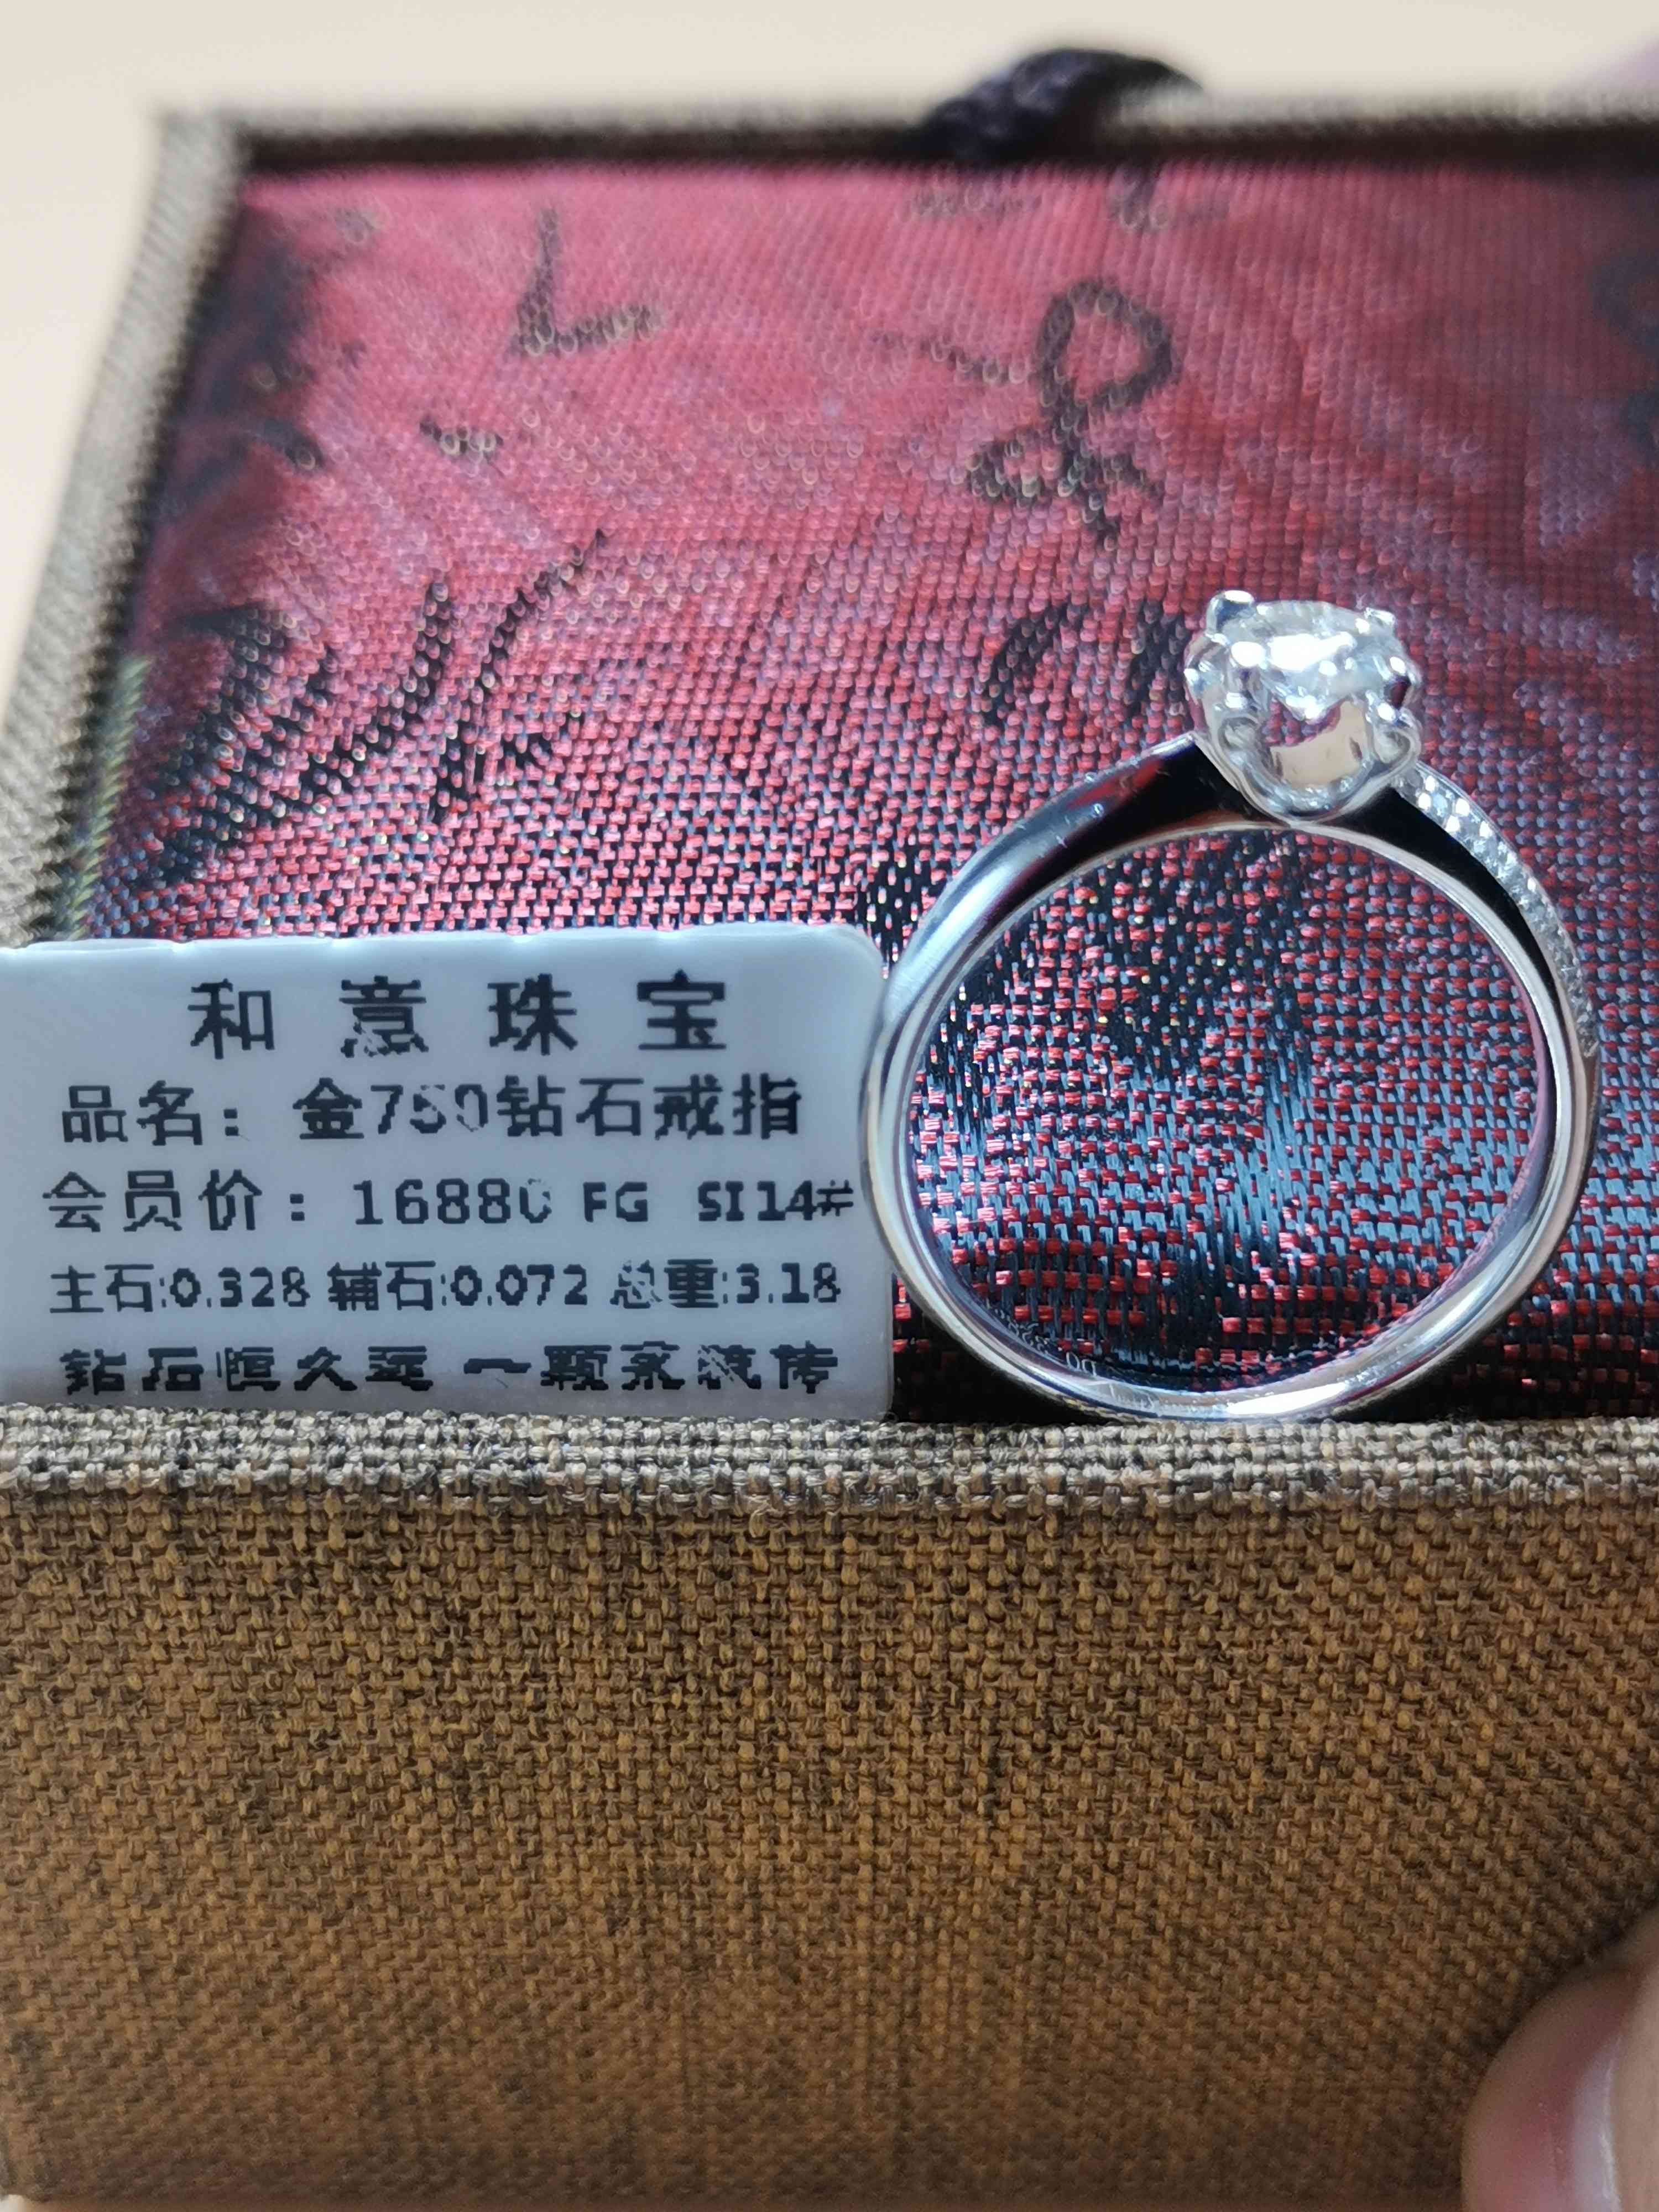 和意珠宝
品名：金750钻石戒指
会员价：16880 FG SI14#
主石:0.328 辅石:0.072 总重:3.18
钻石恒久远 一颗永流传